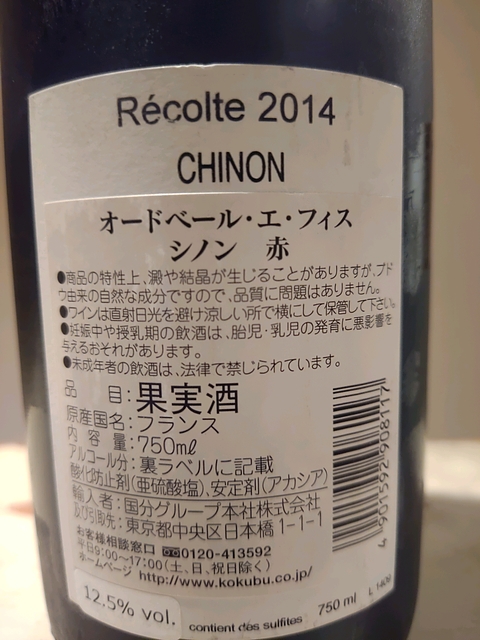 Récolte 2014
CHINON
オードベール・エ・フィス
シノン 赤
●商品の特性上、澱や結晶が生じることがありますが、ブド
ウ由来の自然な成分ですので、品質に問題はありません。
●ワインは直射日光を避け涼しい所で横にして保管して下さい。
●妊娠中や授乳期の飲酒は、胎児・乳児の発育に悪影響を
与えるおそれがあります。
●未成年者の飲酒は、法律で禁じられています。
品 目:果実酒
原産国名:フランス
内 容 量:750mℓ
アルコール分:裏ラベルに記載
酸化防止剤(亜硫酸塩)、安定剤(アカシア)
輸入者:国分グループ本社株式会社
及び引取先:東京都中央区日本橋1-1-1
お客様相談窓口 0120-413592
平日9:00~17:00(土、日、祝日除く)
ホームページ http://www.kokubu.co.jp/
4 901592 908117
12.5% vol.
contient des sulfites
750 ml